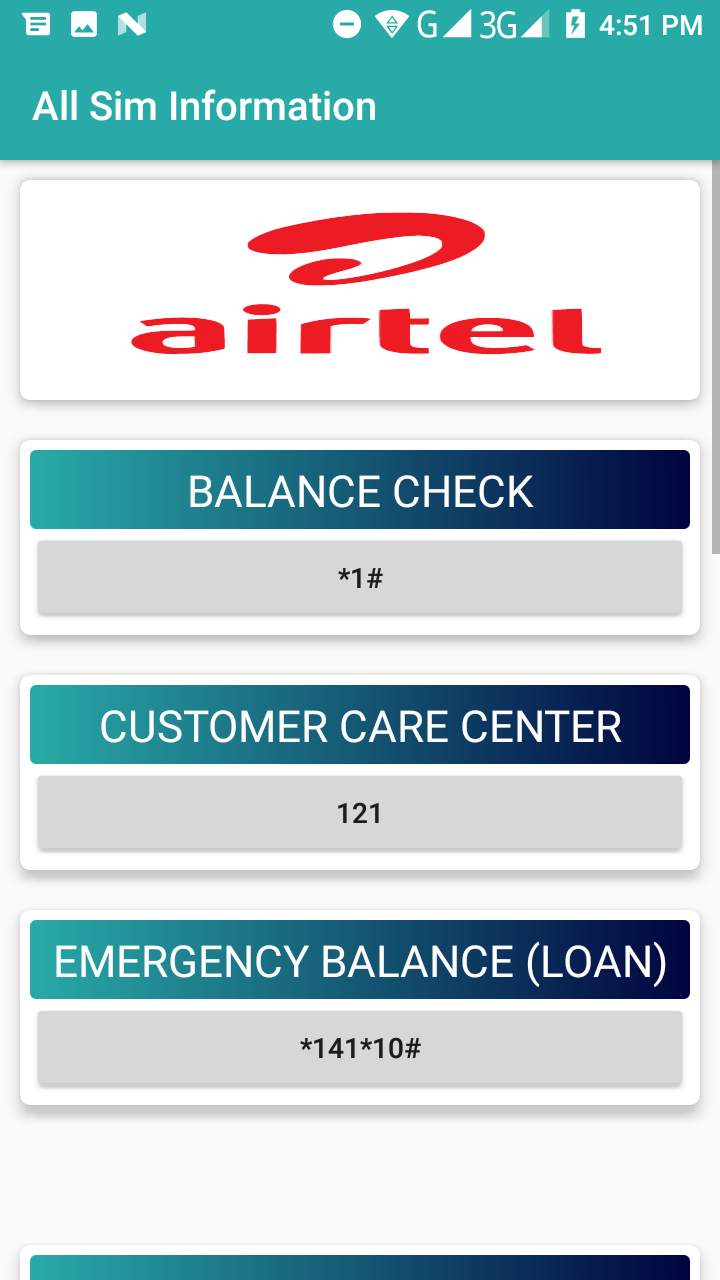 G 3G 4:51 PM
All Sim Information
airtel
BALANCE CHECK
*1#
CUSTOMER CARE CENTER
121
EMERGENCY BALANCE (LOAN)
*141*10#